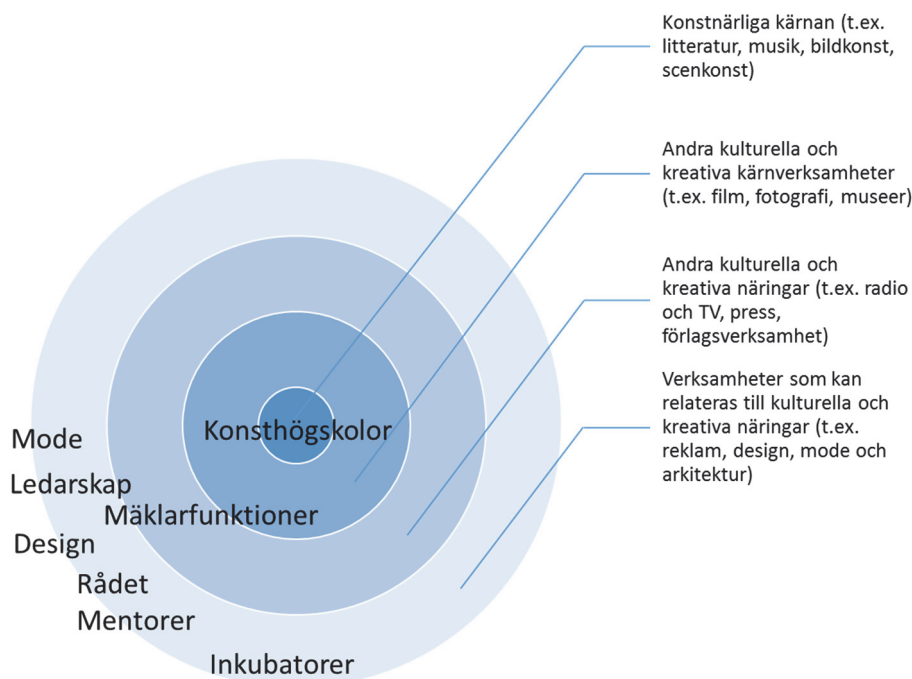 Konstnärliga kärnan (t.ex.
litteratur, musik, bildkonst,
scenkonst)
Andra kulturella och
kreativa kärnverksamheter
(t.ex. film, fotografi, museer)
Andra kulturella och
kreativa näringar (t.ex. radio
och TV, press,
förlagsverksamhet)
Verksamheter som kan
relateras till kulturella och
kreativa näringar (t.ex.
reklam, design, mode och
arkitektur)
Konsthögskolor
Mode
Ledarskap
Mäklarfunktioner
Design
Rådet
Mentorer
Inkubatorer